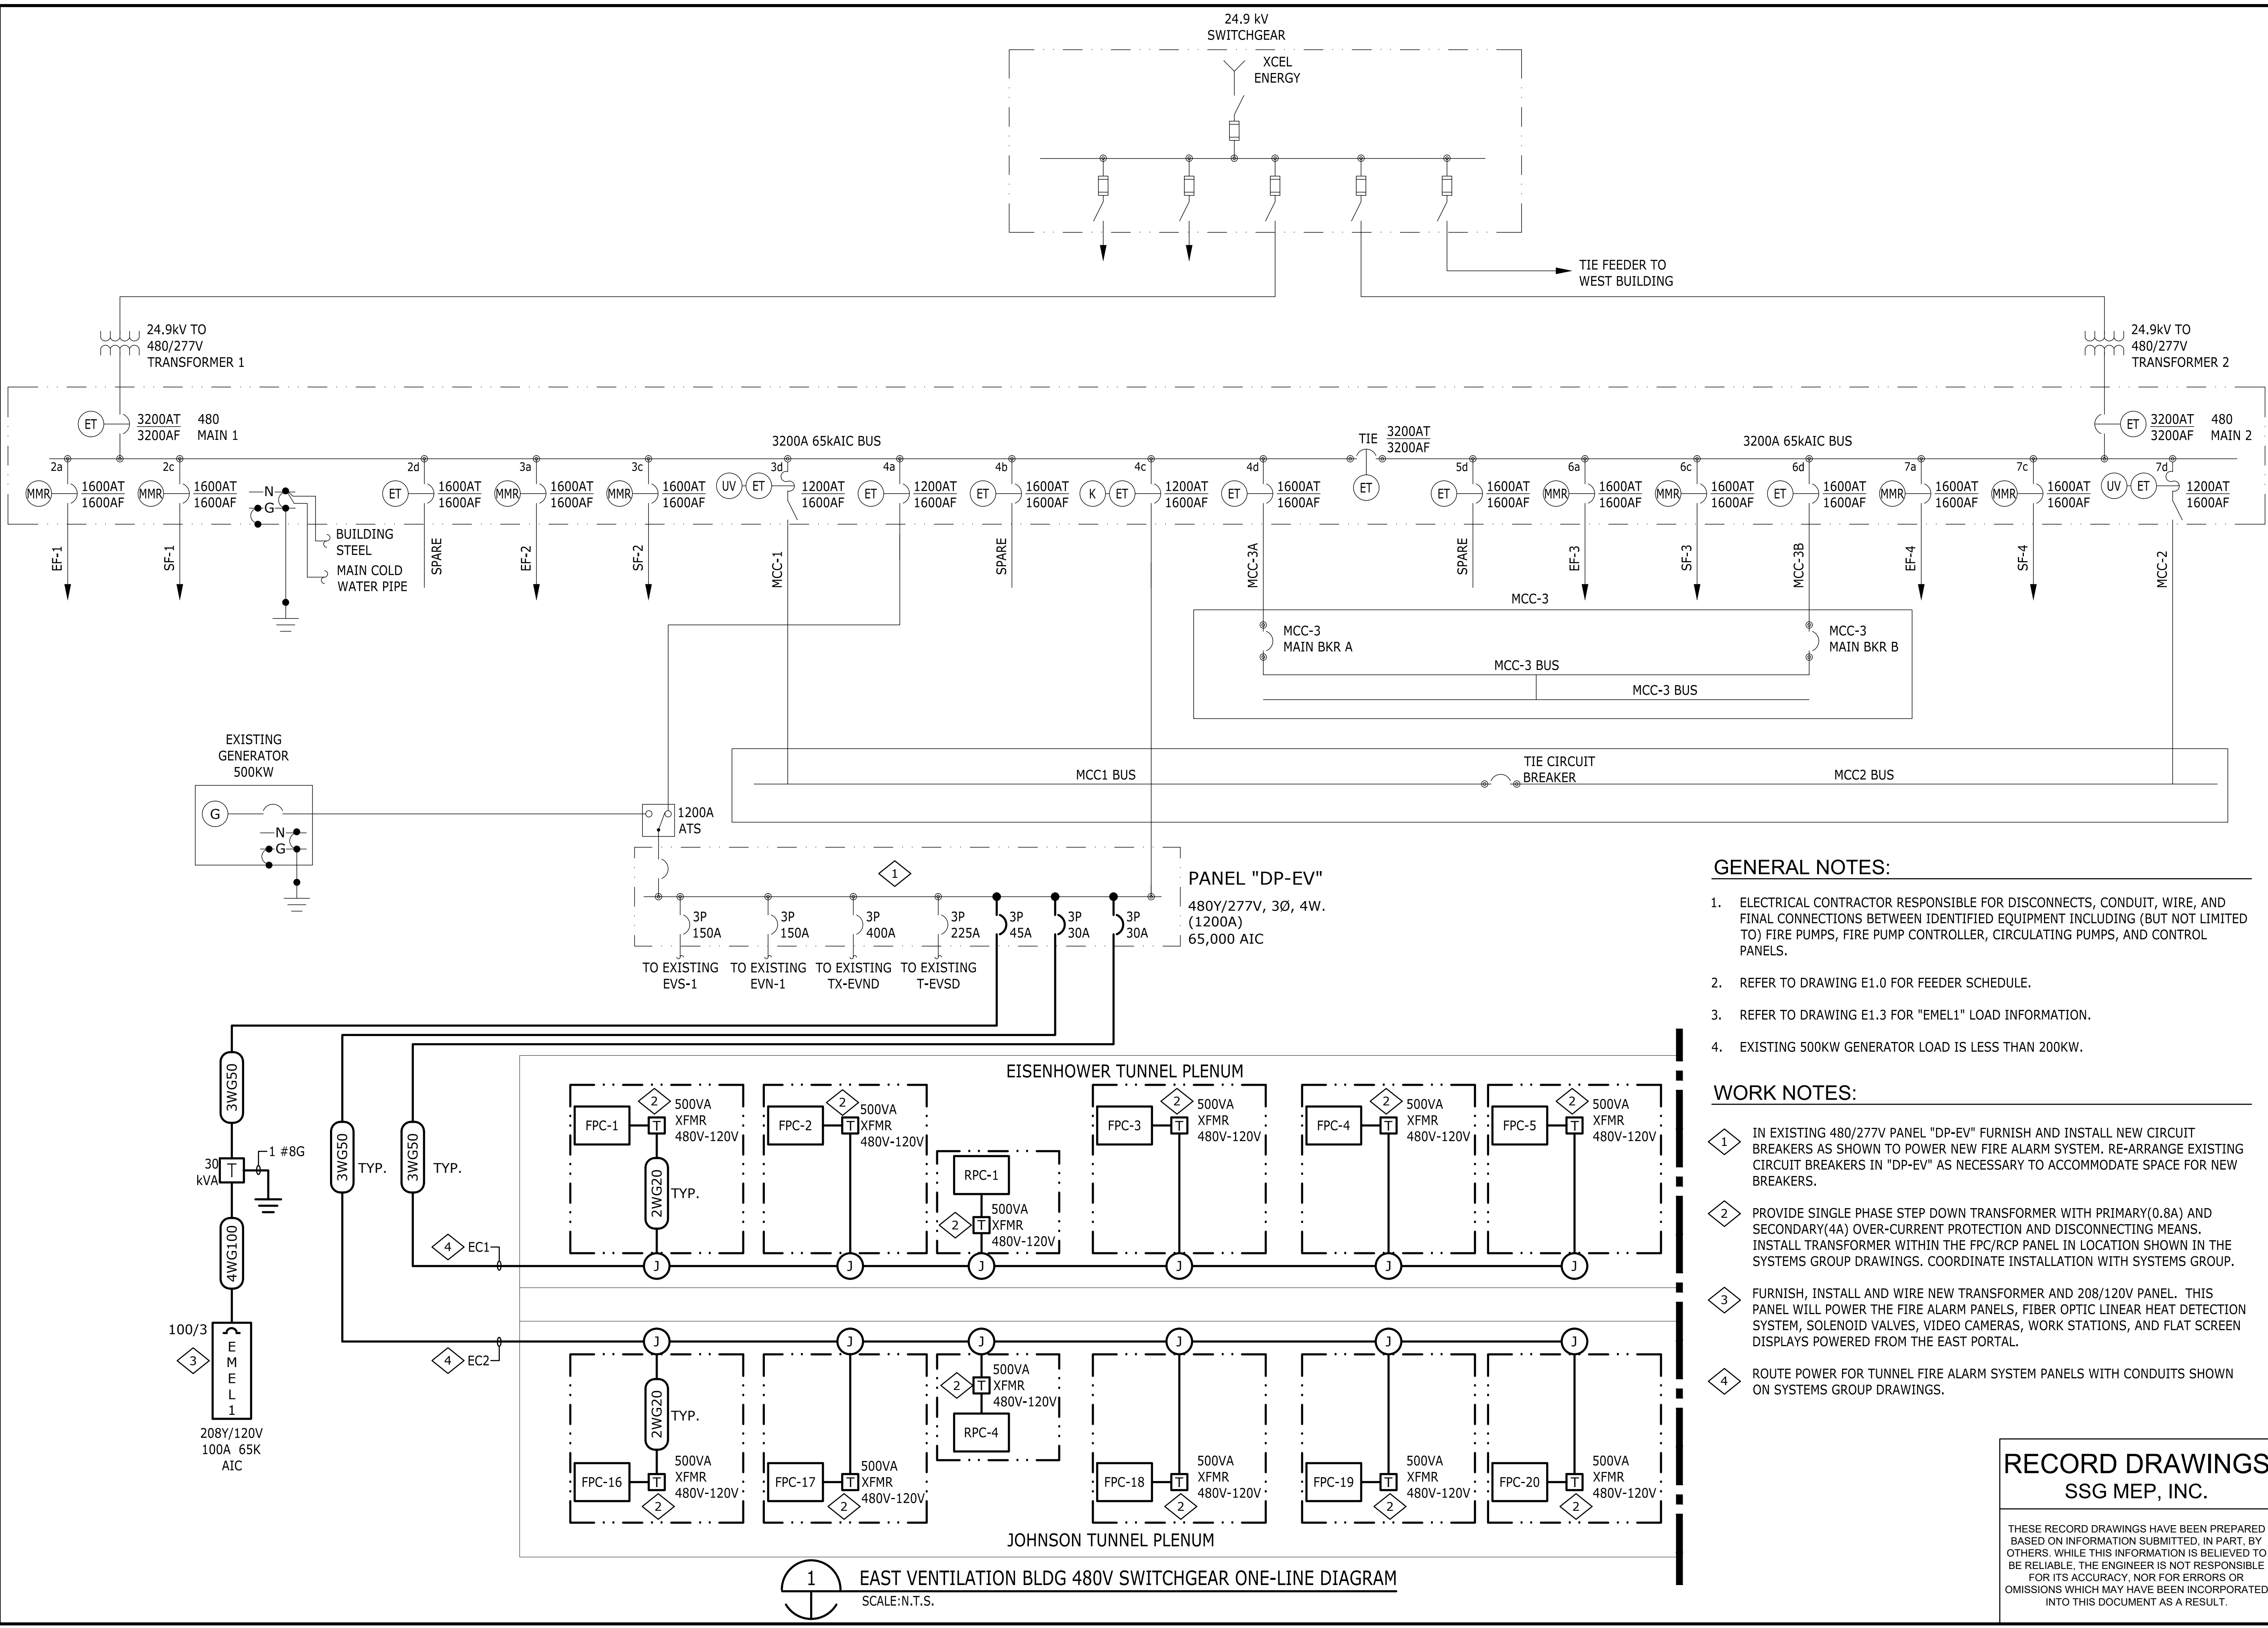 24.9 kV
SWITCHGEAR
XCEL
ENERGY
TIE FEEDER TO
WEST BUILDING
24.9kV TO
480/277V
TRANSFORMER 1
24.9kV TO
480/277V
TRANSFORMER 2
ET
3200AT
3200AF
480
MAIN 1
3200A 65kAIC BUS
TIE
3200AT
3200AF
ET
3200A 65kAIC BUS
ET
3200AT
3200AF
480
MAIN 2
2a
MMR
1600AT
1600AF
EF-1
2c
MMR
1600AT
1600AF
SF-1
N
G
BUILDING
STEEL
MAIN COLD
WATER PIPE
2d
ET
1600AT
1600AF
SPARE
3a
MMR
1600AT
1600AF
EF-2
3c
MMR
1600AT
1600AF
SF-2
3d
UV
ET
1200AT
1600AF
MCC-1
4a
ET
1200AT
1600AF
4b
ET
1600AT
1600AF
SPARE
4c
K
ET
1200AT
1600AF
4d
ET
1600AT
1600AF
MCC-3A
5d
ET
1600AT
1600AF
SPARE
6a
MMR
1600AT
1600AF
EF-3
6c
MMR
1600AT
1600AF
SF-3
6d
ET
1600AT
1600AF
MCC-3B
7a
MMR
1600AT
1600AF
EF-4
7c
MMR
1600AT
1600AF
SF-4
7d
UV
ET
1200AT
1600AF
MCC-2
MCC-3
MCC-3
MAIN BKR A
MCC-3
MAIN BKR B
MCC-3 BUS
MCC-3 BUS
EXISTING
GENERATOR
500KW
G
N
G
1200A
ATS
MCC1 BUS
TIE CIRCUIT
BREAKER
MCC2 BUS
1
PANEL "DP-EV"
480Y/277V, 3Ø, 4W.
(1200A)
65,000 AIC
3P
150A
3P
150A
3P
400A
3P
225A
3P
45A
3P
30A
3P
30A
TO EXISTING
EVS-1
TO EXISTING
EVN-1
TO EXISTING
TX-EVND
TO EXISTING
T-EVSD
3WG50
30
kVA
T
1 #8G
4WG100
100/3
3
E
M
E
L
1
208Y/120V
100A 65K
AIC
3WG50
TYP.
3WG50
TYP.
4
EC1
4
EC2
EISENHOWER TUNNEL PLENUM
FPC-1
2
T
500VA
XFMR
480V-120V
2WG20
TYP.
J
FPC-2
2
T
500VA
XFMR
480V-120V
J
RPC-1
2
T
500VA
XFMR
480V-120V
J
FPC-3
2
T
500VA
XFMR
480V-120V
J
FPC-4
2
T
500VA
XFMR
480V-120V
J
FPC-5
2
T
500VA
XFMR
480V-120V
J
J
2WG20
TYP.
FPC-16
T
2
500VA
XFMR
480V-120V
J
FPC-17
T
2
500VA
XFMR
480V-120V
J
2
T
500VA
XFMR
480V-120V
RPC-4
J
FPC-18
T
2
500VA
XFMR
480V-120V
J
FPC-19
T
2
500VA
XFMR
480V-120V
J
FPC-20
T
2
500VA
XFMR
480V-120V
JOHNSON TUNNEL PLENUM
1
1
EAST VENTILATION BLDG 480V SWITCHGEAR ONE-LINE DIAGRAM
SCALE:N.T.S.
GENERAL NOTES:
1. ELECTRICAL CONTRACTOR RESPONSIBLE FOR DISCONNECTS, CONDUIT, WIRE, AND
FINAL CONNECTIONS BETWEEN IDENTIFIED EQUIPMENT INCLUDING (BUT NOT LIMITED
TO) FIRE PUMPS, FIRE PUMP CONTROLLER, CIRCULATING PUMPS, AND CONTROL
PANELS.
2. REFER TO DRAWING E1.0 FOR FEEDER SCHEDULE.
3. REFER TO DRAWING E1.3 FOR "EMEL1" LOAD INFORMATION.
4. EXISTING 500KW GENERATOR LOAD IS LESS THAN 200KW.
WORK NOTES:
1 IN EXISTING 480/277V PANEL "DP-EV" FURNISH AND INSTALL NEW CIRCUIT
BREAKERS AS SHOWN TO POWER NEW FIRE ALARM SYSTEM. RE-ARRANGE EXISTING
CIRCUIT BREAKERS IN "DP-EV" AS NECESSARY TO ACCOMMODATE SPACE FOR NEW
BREAKERS.
2 PROVIDE SINGLE PHASE STEP DOWN TRANSFORMER WITH PRIMARY(0.8A) AND
SECONDARY(4A) OVER-CURRENT PROTECTION AND DISCONNECTING MEANS.
INSTALL TRANSFORMER WITHIN THE FPC/RCP PANEL IN LOCATION SHOWN IN THE
SYSTEMS GROUP DRAWINGS. COORDINATE INSTALLATION WITH SYSTEMS GROUP.
3 FURNISH, INSTALL AND WIRE NEW TRANSFORMER AND 208/120V PANEL. THIS
PANEL WILL POWER THE FIRE ALARM PANELS, FIBER OPTIC LINEAR HEAT DETECTION
SYSTEM, SOLENOID VALVES, VIDEO CAMERAS, WORK STATIONS, AND FLAT SCREEN
DISPLAYS POWERED FROM THE EAST PORTAL.
4 ROUTE POWER FOR TUNNEL FIRE ALARM SYSTEM PANELS WITH CONDUITS SHOWN
ON SYSTEMS GROUP DRAWINGS.
RECORD DRAWINGS
SSG MEP, INC.
THESE RECORD DRAWINGS HAVE BEEN PREPARED
BASED ON INFORMATION SUBMITTED, IN PART, BY
OTHERS. WHILE THIS INFORMATION IS BELIEVED TO
BE RELIABLE, THE ENGINEER IS NOT RESPONSIBLE
FOR ITS ACCURACY, NOR FOR ERRORS OR
OMISSIONS WHICH MAY HAVE BEEN INCORPORATED
INTO THIS DOCUMENT AS A RESULT.